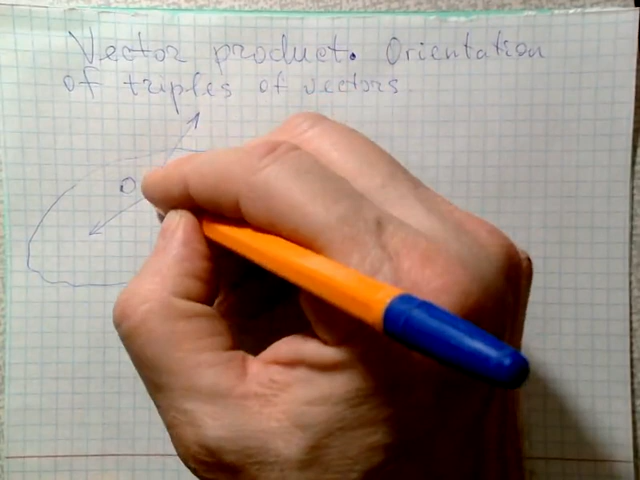 Vector product. Orientation
of triples of vectors.
O